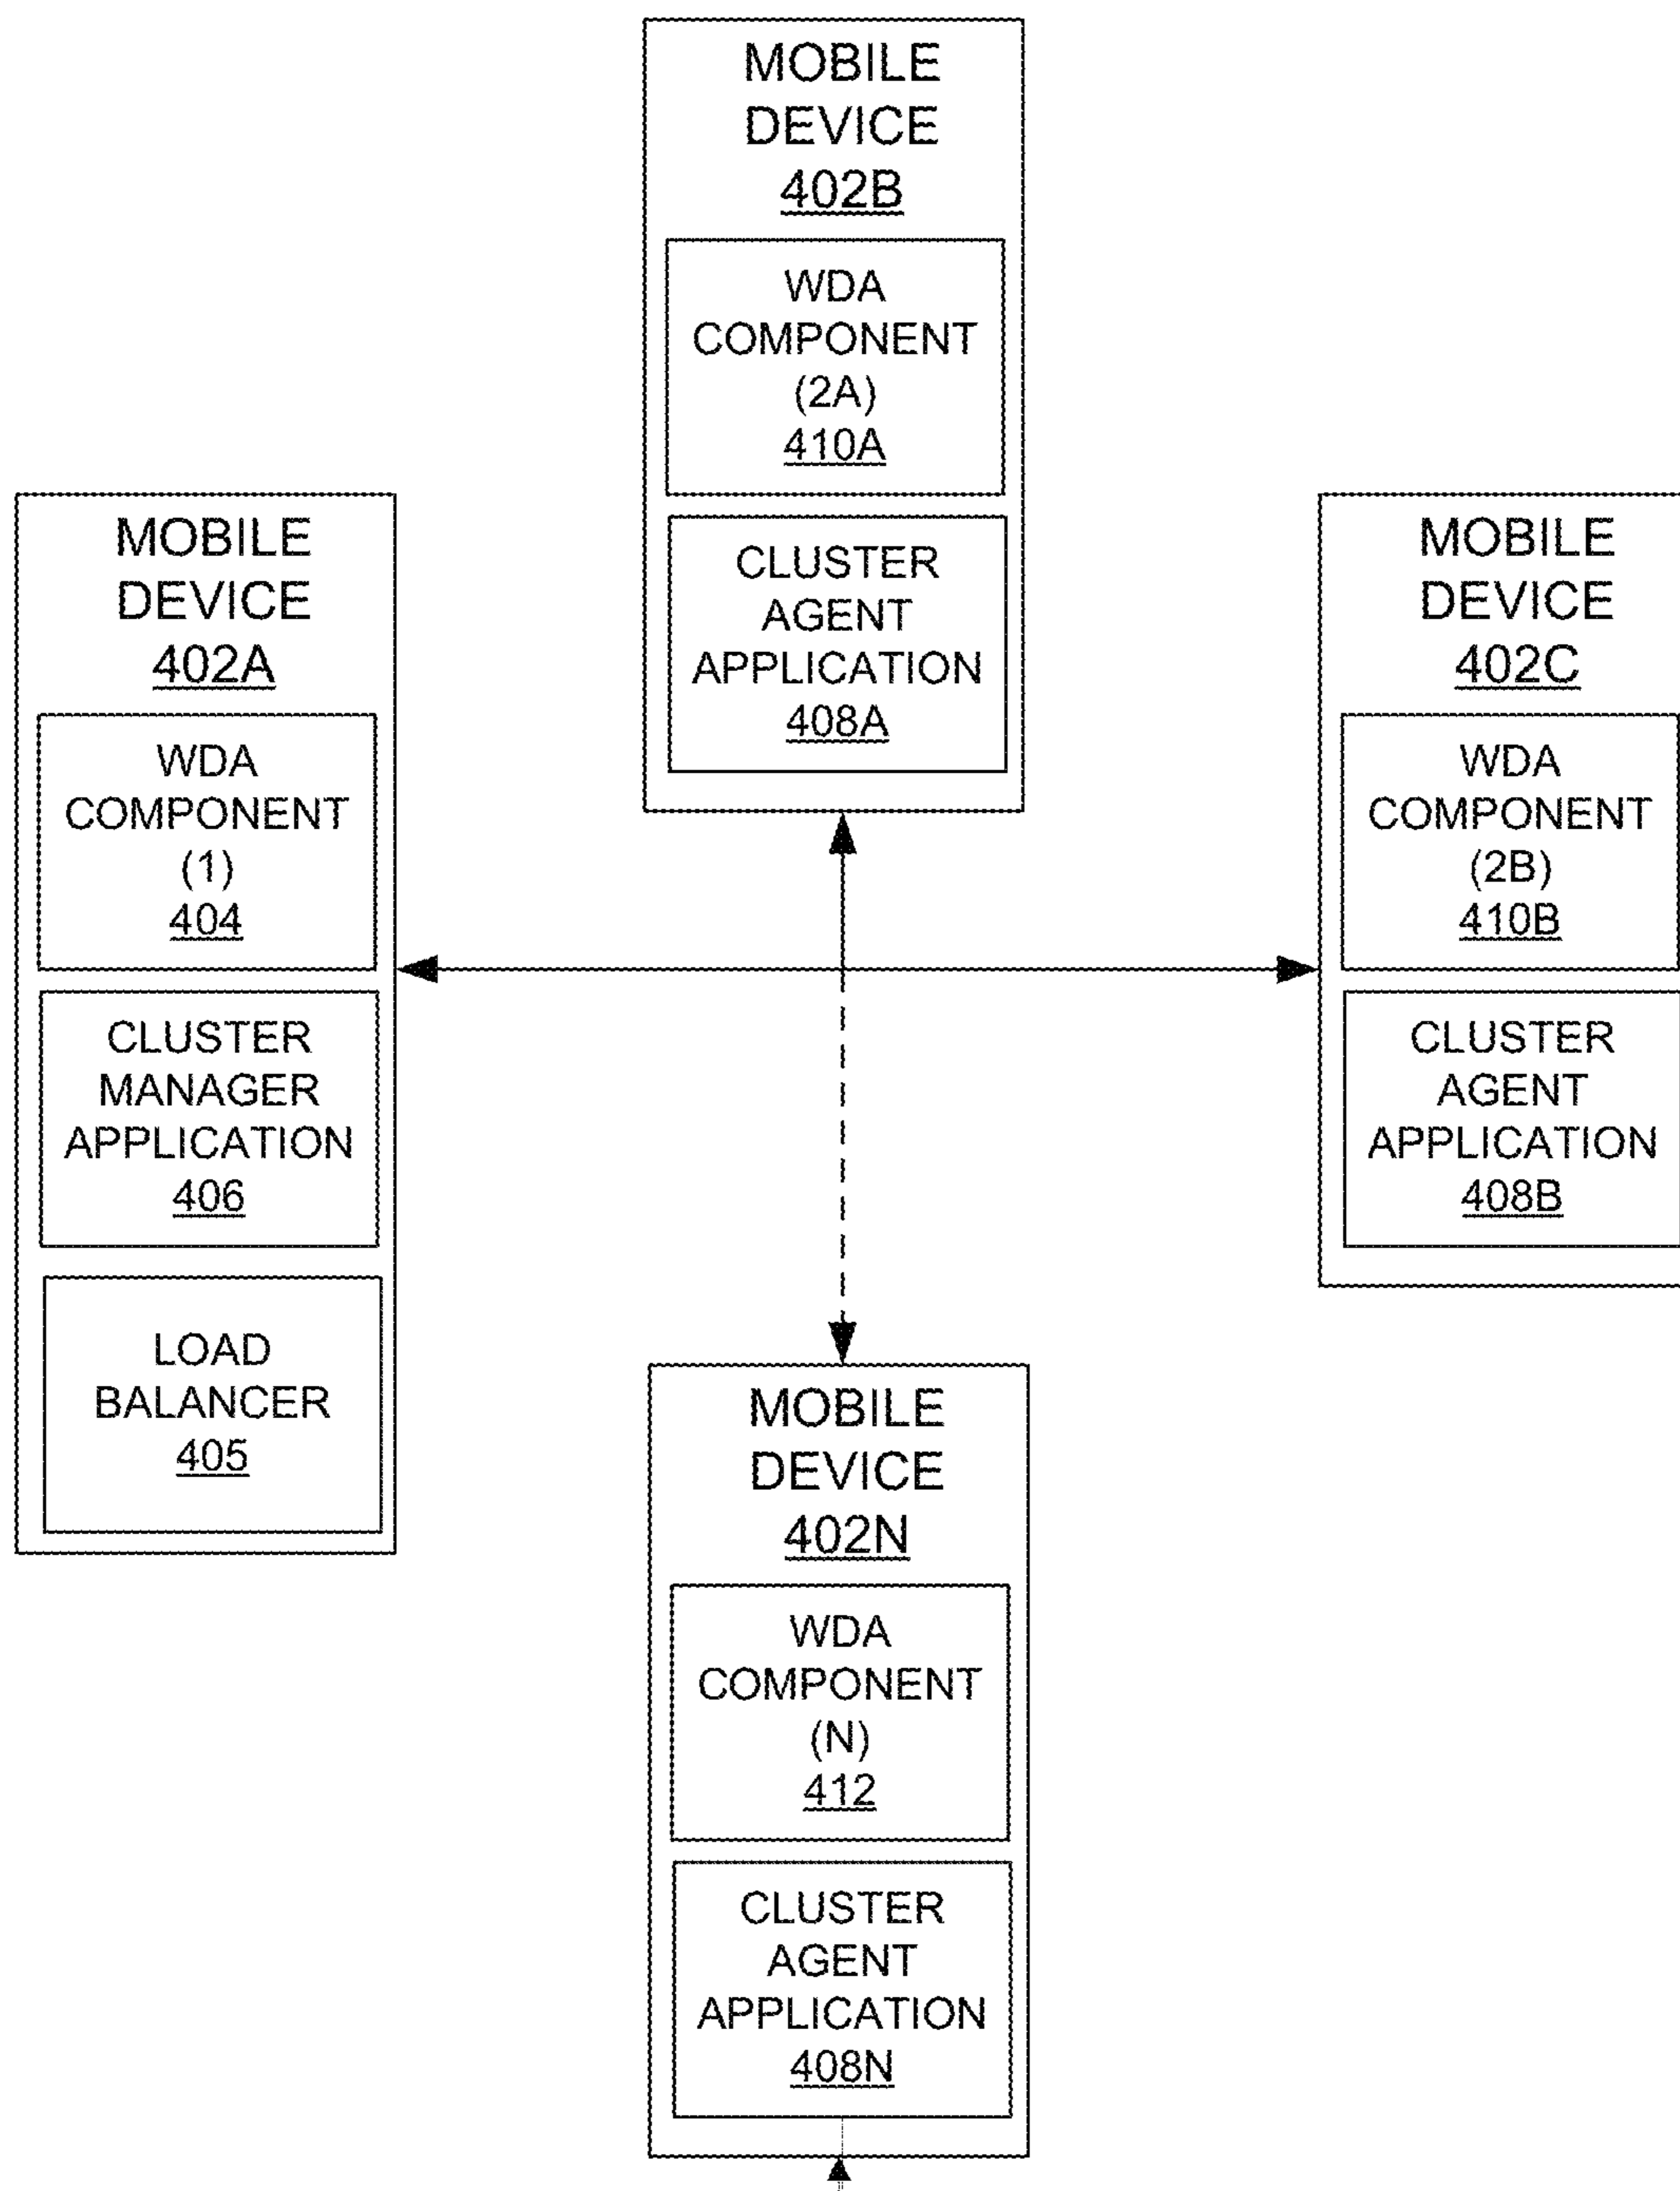 MOBILE
DEVICE
402B
WDA
COMPONENT
(2A)
410A
CLUSTER
AGENT
APPLICATION
408A
MOBILE
DEVICE
402A
WDA
COMPONENT
(1)
404
CLUSTER
MANAGER
APPLICATION
406
LOAD
BALANCER
405
MOBILE
DEVICE
402C
WDA
COMPONENT
(2B)
410B
CLUSTER
AGENT
APPLICATION
408B
MOBILE
DEVICE
402N
WDA
COMPONENT
(N)
412
CLUSTER
AGENT
APPLICATION
408N